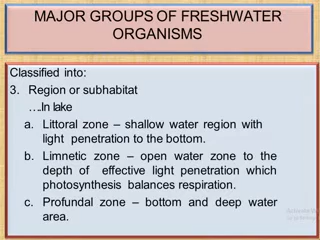 MAJOR GROUPS OF FRESHWATER
ORGANISMS
Classified into:
3. Region or subhabitat
….In lake
a. Littoral zone – shallow water region with
light penetration to the bottom.
b. Limnetic zone – open water zone to the
depth of effective light penetration which
photosynthesis balances respiration.
c. Profundal zone – bottom and deep water
area.